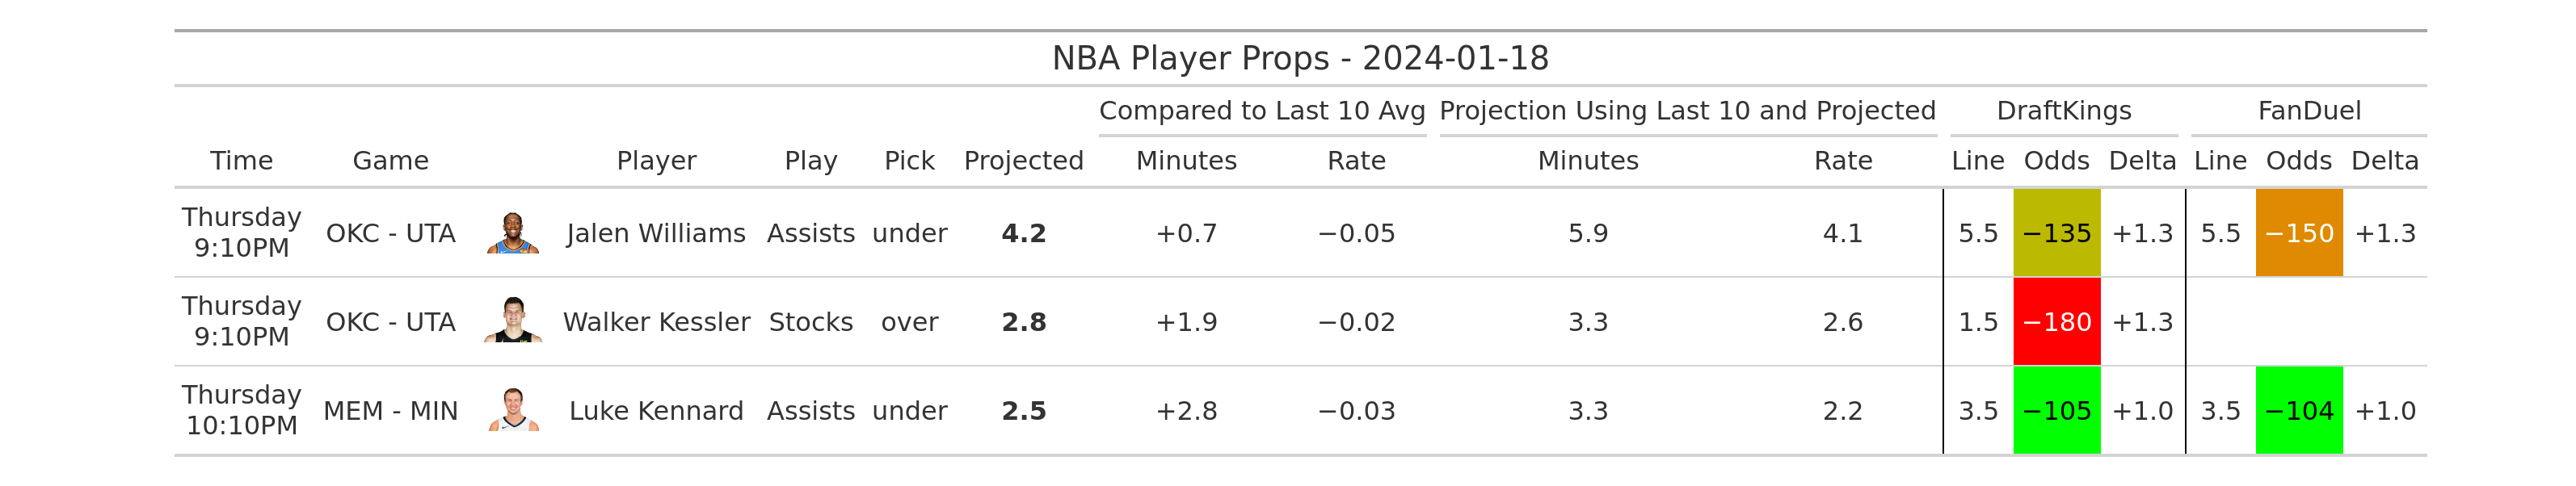 NBA Player Props - 2024-01-18
Compared to Last 10 Avg Projection Using Last 10 and Projected DraftKings FanDuel
Time Game Player Play Pick Projected Minutes Rate Minutes Rate Line Odds Delta Line Odds Delta
Thursday
9:10PM OKC - UTA Jalen Williams Assists under 4.2 +0.7 −0.05 5.9 4.1 5.5 −135 +1.3 5.5 −150 +1.3
Thursday
9:10PM OKC - UTA Walker Kessler Stocks over 2.8 +1.9 −0.02 3.3 2.6 1.5 −180 +1.3
Thursday
10:10PM MEM - MIN Luke Kennard Assists under 2.5 +2.8 −0.03 3.3 2.2 3.5 −105 +1.0 3.5 −104 +1.0